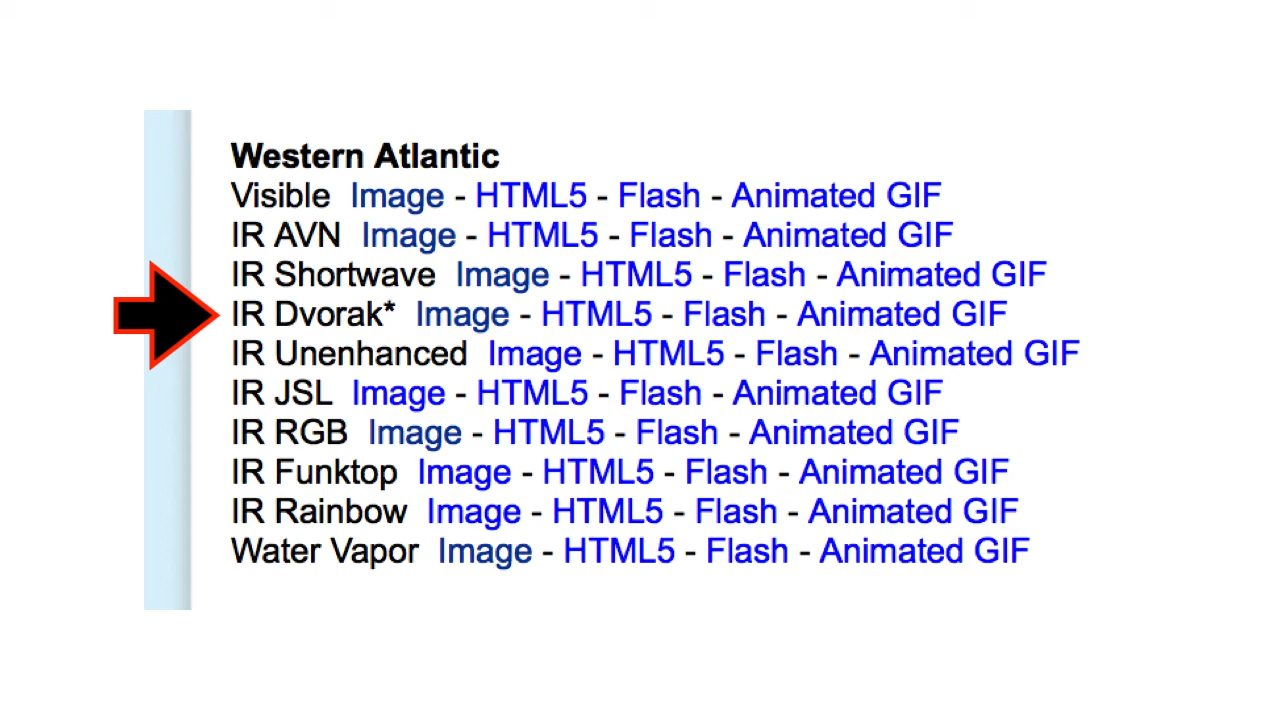 Western Atlantic
Visible Image - HTML5 - Flash - Animated GIF
IR AVN Image - HTML5 - Flash - Animated GIF
IR Shortwave Image - HTML5 - Flash - Animated GIF
IR Dvorak* Image - HTML5 - Flash - Animated GIF
IR Unenhanced Image - HTML5 - Flash - Animated GIF
IR JSL Image - HTML5 - Flash - Animated GIF
IR RGB Image - HTML5 - Flash - Animated GIF
IR Funktop Image - HTML5 - Flash - Animated GIF
IR Rainbow Image - HTML5 - Flash - Animated GIF
Water Vapor Image - HTML5 - Flash - Animated GIF